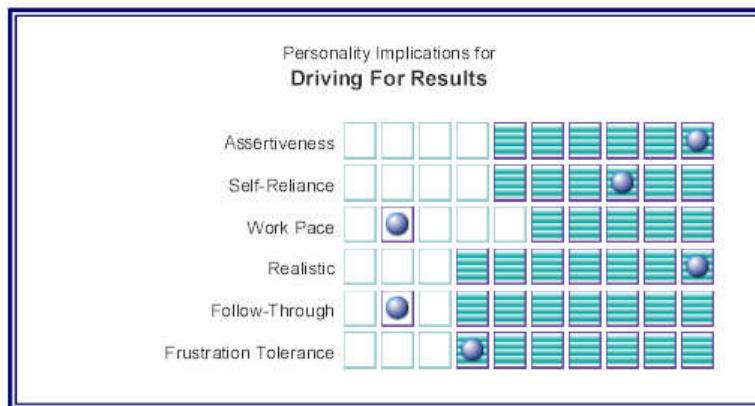 Personality Implications for
Driving For Results
Assertiveness
Self-Reliance
Work Pace
Realistic
Follow-Through
Frustration Tolerance